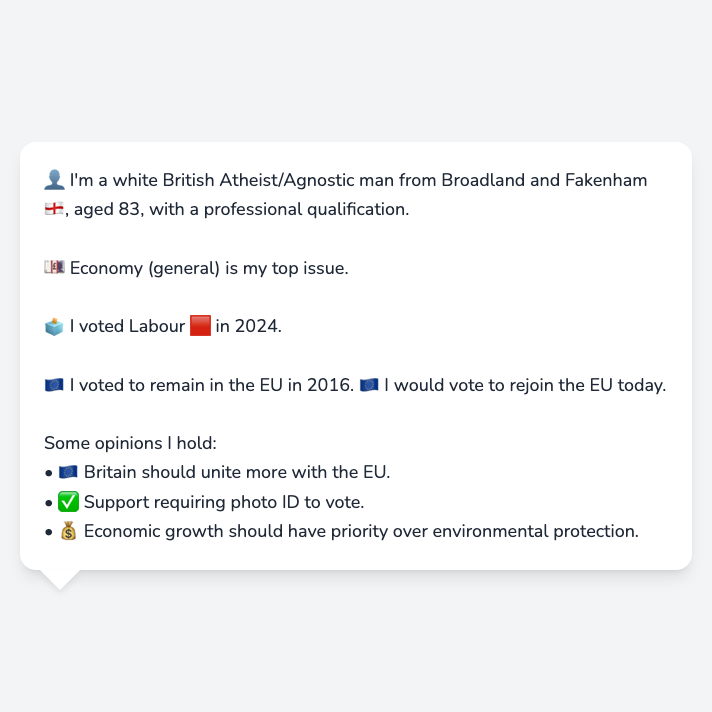 👤 I'm a white British Atheist/Agnostic man from Broadland and Fakenham
🏴󠁧󠁢󠁥󠁮󠁧󠁿, aged 83, with a professional qualification.
💷 Economy (general) is my top issue.
🗳️ I voted Labour 🟥 in 2024.
🇪🇺 I voted to remain in the EU in 2016. 🇪🇺 I would vote to rejoin the EU today.
Some opinions I hold:
• 🇪🇺 Britain should unite more with the EU.
• ✅ Support requiring photo ID to vote.
• 💰 Economic growth should have priority over environmental protection.